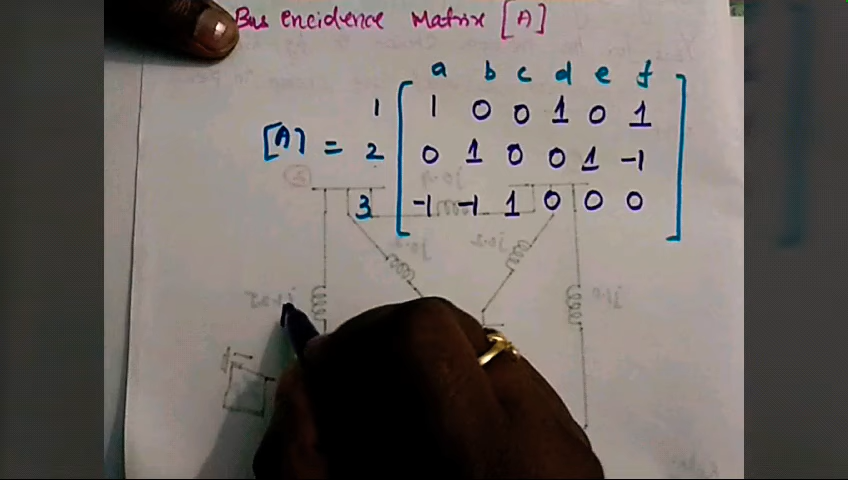 Bus encidence Matrix [A]
a b c d e f
1 1 0 0 1 0 1
[A] = 2 0 1 0 0 1 -1
3 -1 -1 1 0 0 0